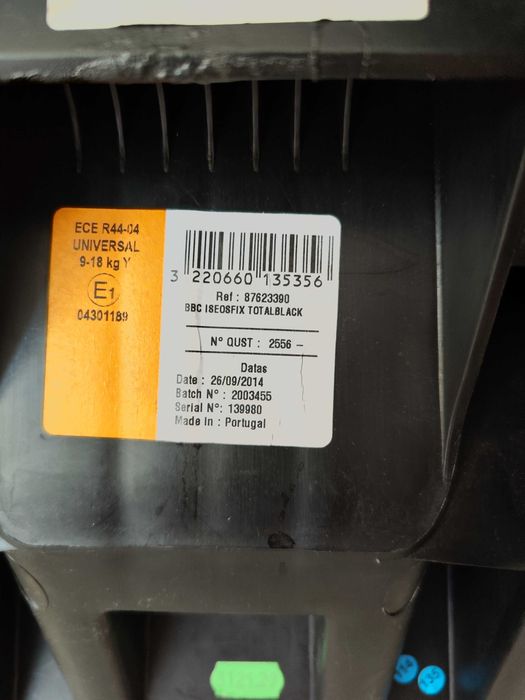 ECE R44-04
UNIVERSAL
9-18 kg Y
E1
04301189
3 220660 135356
Ref : 87623390
BBC ISEOSFIX TOTALBLACK
N° QUST : 2556 -
Datas
Date : 26/09/2014
Batch N° : 2003455
Serial N°: 139980
Made In : Portugal
135